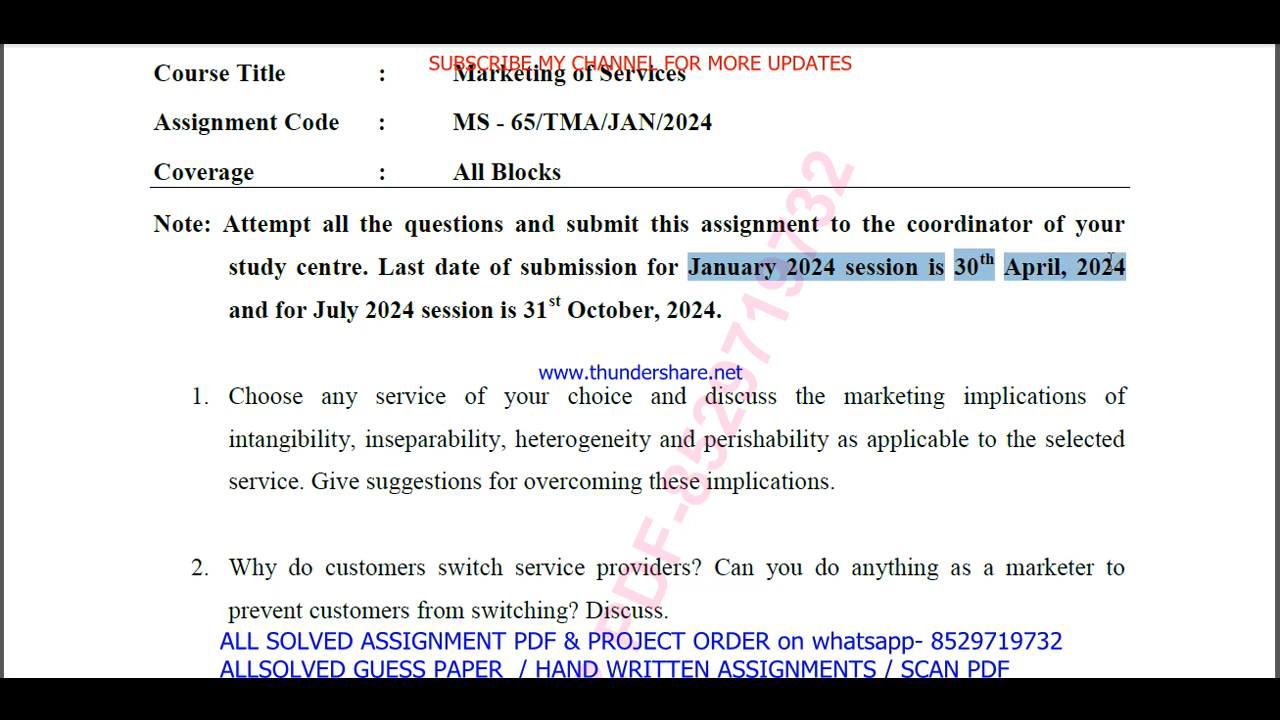 SUBSCRIBE MY CHANNEL FOR MORE UPDATES
Course Title : Marketing of Services
Assignment Code : MS - 65/TMA/JAN/2024
Coverage : All Blocks
Note: Attempt all the questions and submit this assignment to the coordinator of your
study centre. Last date of submission for January 2024 session is 30th April, 2024
and for July 2024 session is 31st October, 2024.
www.thundershare.net
1. Choose any service of your choice and discuss the marketing implications of
intangibility, inseparability, heterogeneity and perishability as applicable to the selected
service. Give suggestions for overcoming these implications.
2. Why do customers switch service providers? Can you do anything as a marketer to
prevent customers from switching? Discuss.
PDF-8529719732
ALL SOLVED ASSIGNMENT PDF & PROJECT ORDER on whatsapp- 8529719732
ALLSOLVED GUESS PAPER / HAND WRITTEN ASSIGNMENTS / SCAN PDF